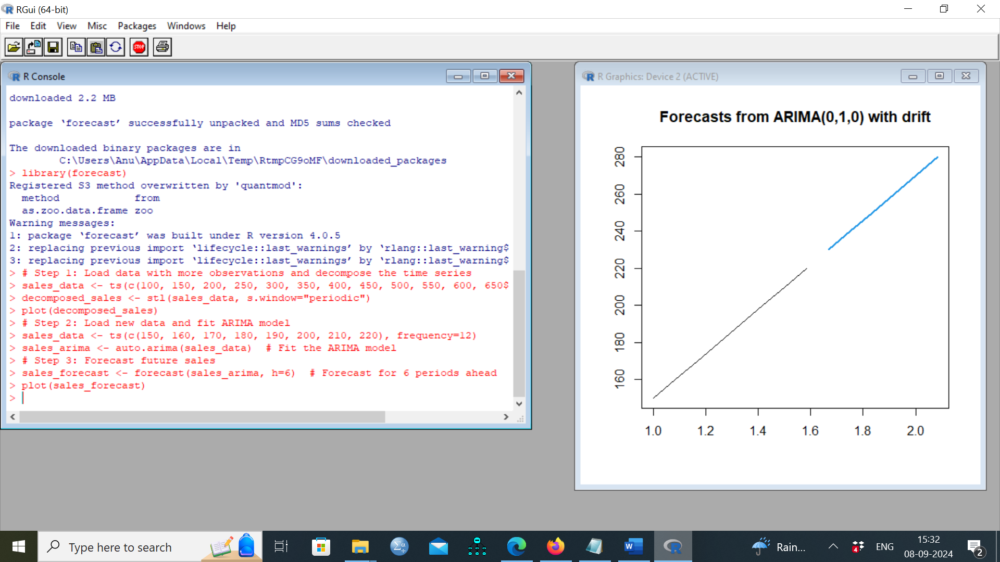 RGui (64-bit)
File Edit View Misc Packages Windows Help
STOP
R Console
downloaded 2.2 MB
package ‘forecast’ successfully unpacked and MD5 sums checked
The downloaded binary packages are in
C:\Users\Anu\AppData\Local\Temp\RtmpCG9oMF\downloaded_packages
> library(forecast)
Registered S3 method overwritten by 'quantmod':
method from
as.zoo.data.frame zoo
Warning messages:
1: package ‘forecast’ was built under R version 4.0.5
2: replacing previous import ‘lifecycle::last_warnings’ by ‘rlang::last_warning$
3: replacing previous import ‘lifecycle::last_warnings’ by ‘rlang::last_warning$
> # Step 1: Load data with more observations and decompose the time series
> sales_data <- ts(c(100, 150, 200, 250, 300, 350, 400, 450, 500, 550, 600, 650$
> decomposed_sales <- stl(sales_data, s.window="periodic")
> plot(decomposed_sales)
> # Step 2: Load new data and fit ARIMA model
> sales_data <- ts(c(150, 160, 170, 180, 190, 200, 210, 220), frequency=12)
> sales_arima <- auto.arima(sales_data)  # Fit the ARIMA model
> # Step 3: Forecast future sales
> sales_forecast <- forecast(sales_arima, h=6)  # Forecast for 6 periods ahead
> plot(sales_forecast)
>
R Graphics: Device 2 (ACTIVE)
Forecasts from ARIMA(0,1,0) with drift
280
260
240
220
200
180
160
1.0 1.2 1.4 1.6 1.8 2.0
Type here to search
Rain...
4
ENG
15:32
08-09-2024
2